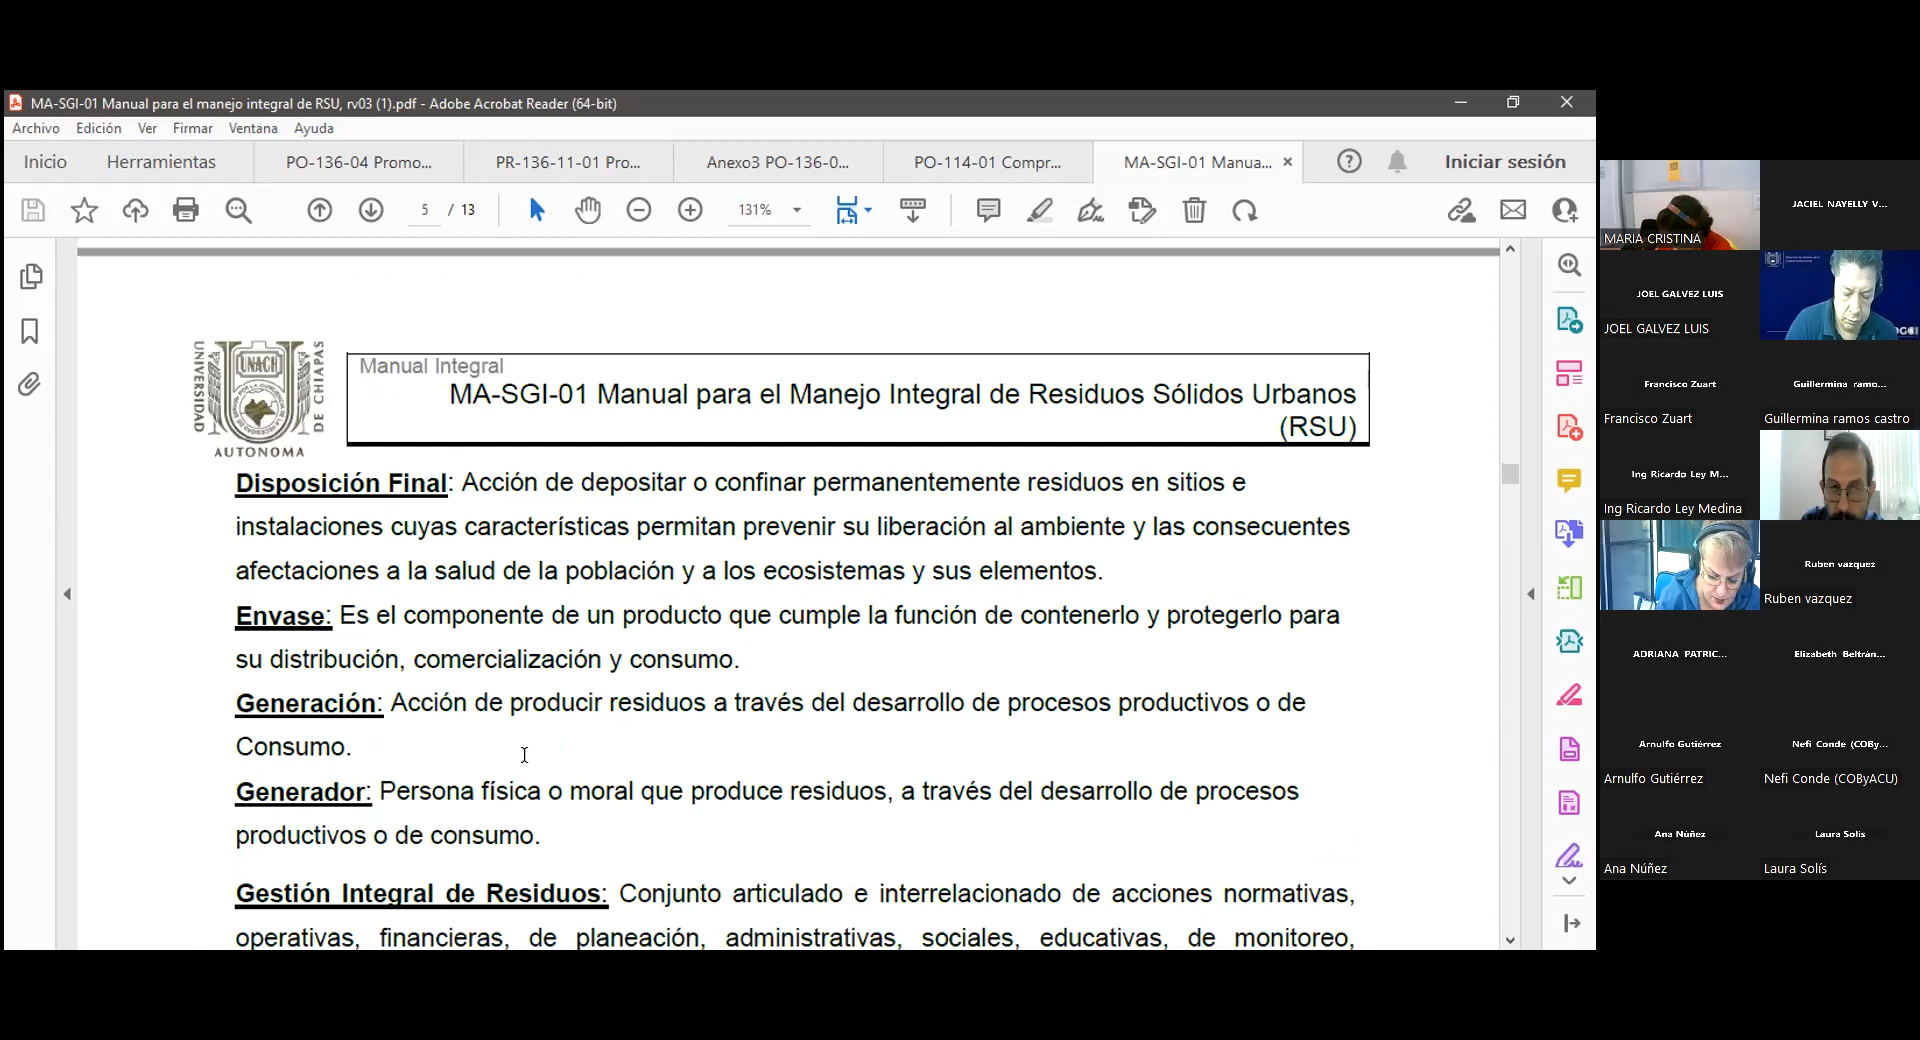 MA-SGI-01 Manual para el manejo integral de RSU, rv03 (1).pdf - Adobe Acrobat Reader (64-bit)
Archivo Edición Ver Firmar Ventana Ayuda
Inicio Herramientas PO-136-04 Promo... PR-136-11-01 Pro... Anexo3 PO-136-0... PO-114-01 Compr... MA-SGI-01 Manua... × Iniciar sesión
5 / 13 131%
UNIVERSIDAD
UNACH
DE CHIAPAS
AUTONOMA
Manual Integral
MA-SGI-01 Manual para el Manejo Integral de Residuos Sólidos Urbanos
(RSU)
Disposición Final: Acción de depositar o confinar permanentemente residuos en sitios e
instalaciones cuyas características permitan prevenir su liberación al ambiente y las consecuentes
afectaciones a la salud de la población y a los ecosistemas y sus elementos.
Envase: Es el componente de un producto que cumple la función de contenerlo y protegerlo para
su distribución, comercialización y consumo.
Generación: Acción de producir residuos a través del desarrollo de procesos productivos o de
Consumo.
Generador: Persona física o moral que produce residuos, a través del desarrollo de procesos
productivos o de consumo.
Gestión Integral de Residuos: Conjunto articulado e interrelacionado de acciones normativas,
operativas, financieras, de planeación, administrativas, sociales, educativas, de monitoreo,
MARIA CRISTINA
JACIEL NAYELLY V...
JOEL GALVEZ LUIS
JOEL GALVEZ LUIS
Francisco Zuart
Francisco Zuart
Guillermina ramo...
Guillermina ramos castro
Ing Ricardo Ley M...
Ing Ricardo Ley Medina
Ruben vazquez
Ruben vazquez
ADRIANA PATRIC...
Elizabeth Beltrán...
Arnulfo Gutiérrez
Arnulfo Gutiérrez
Nefi Conde (COBy...
Nefi Conde (COByACU)
Ana Núñez
Ana Núñez
Laura Solís
Laura Solís